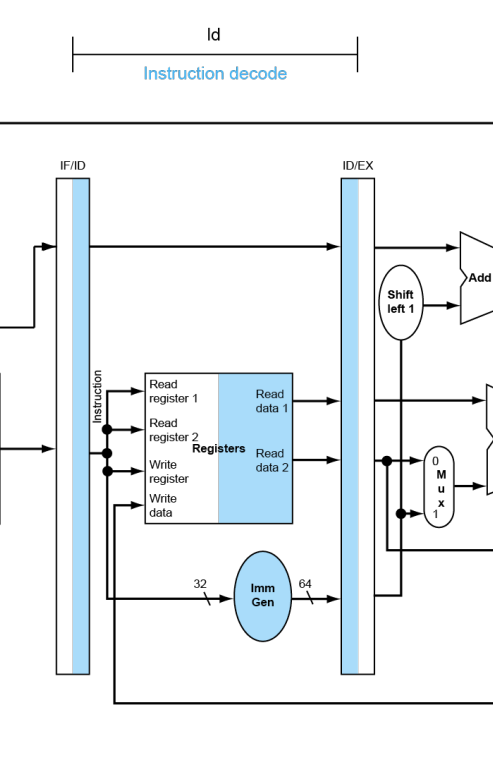 Id
Instruction decode
IF/ID
ID/EX
Add
Shift
left 1
Instruction
Read
register 1
Read
register 2
Write
register
Write
data
Registers
Read
data 1
Read
data 2
0
M
u
x
1
32
Imm
Gen
64